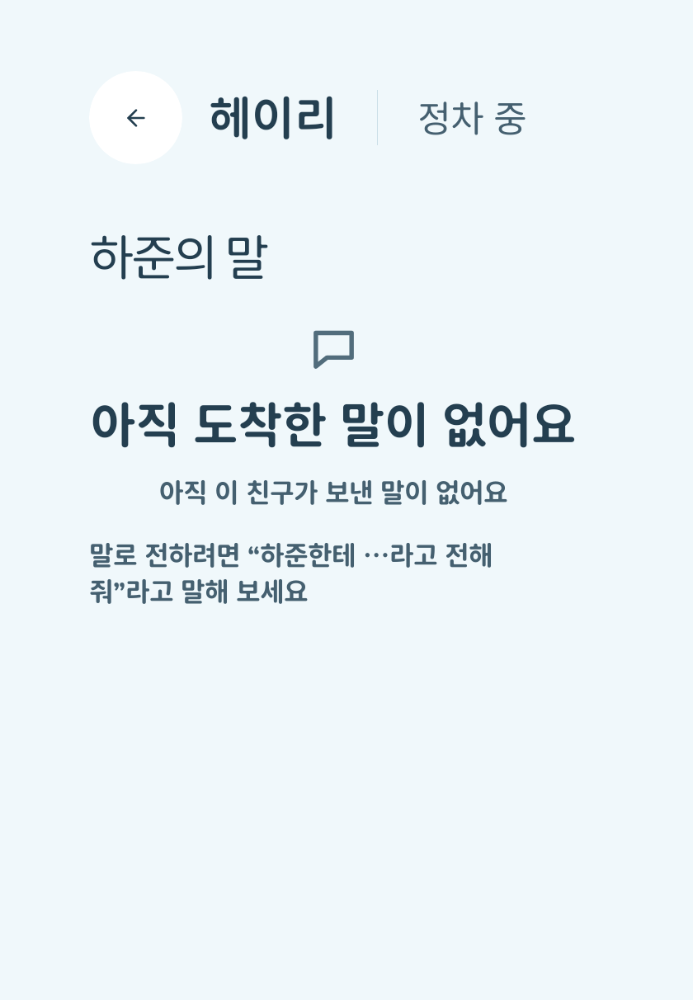 헤이리
정차 중
하준의 말
아직 도착한 말이 없어요
아직 이 친구가 보낸 말이 없어요
말로 전하려면 “하준한테 …라고 전해
줘”라고 말해 보세요